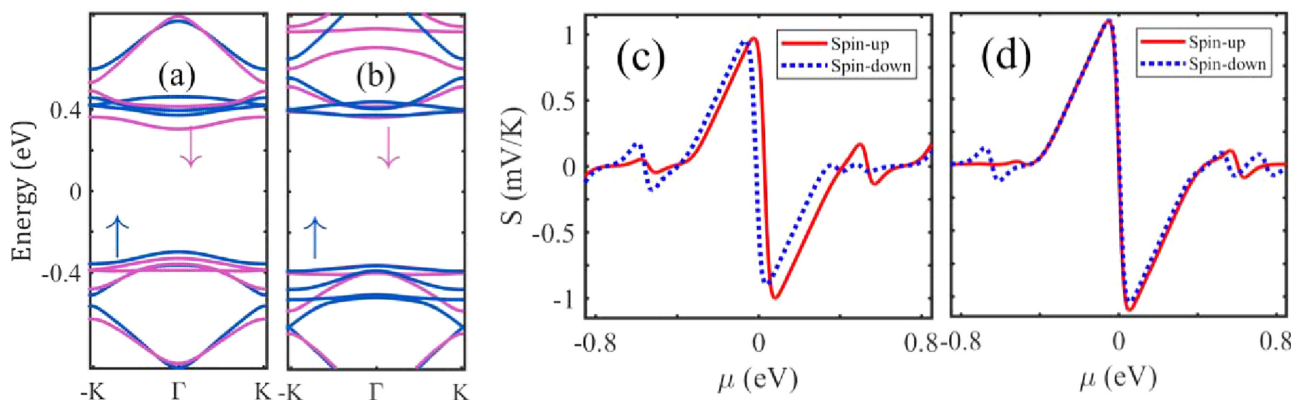 Energy (eV)
0.4
0
-0.4
(a)
↓
↑
-K Γ K
(b)
↓
↑
-K Γ K
S (mV/K)
1
0.5
0
-0.5
-1
(c)
Spin-up
Spin-down
-0.8 0 0.8
μ (eV)
(d)
Spin-up
Spin-down
-0.8 0 0.8
μ (eV)